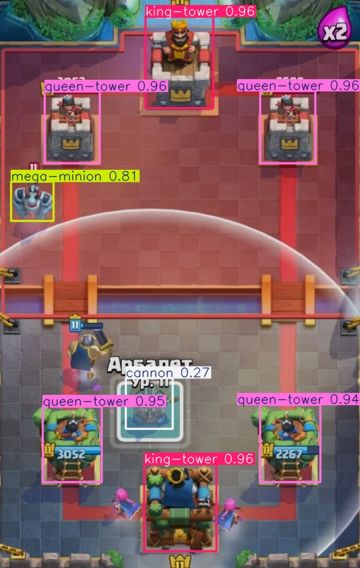 king-tower 0.96
x2
queen-tower 0.96
queen-tower 0.96
mega-minion 0.81
11
Арбалет
cannon 0.27
Ур. 11
queen-tower 0.95
queen-tower 0.94
3052
2267
king-tower 0.96